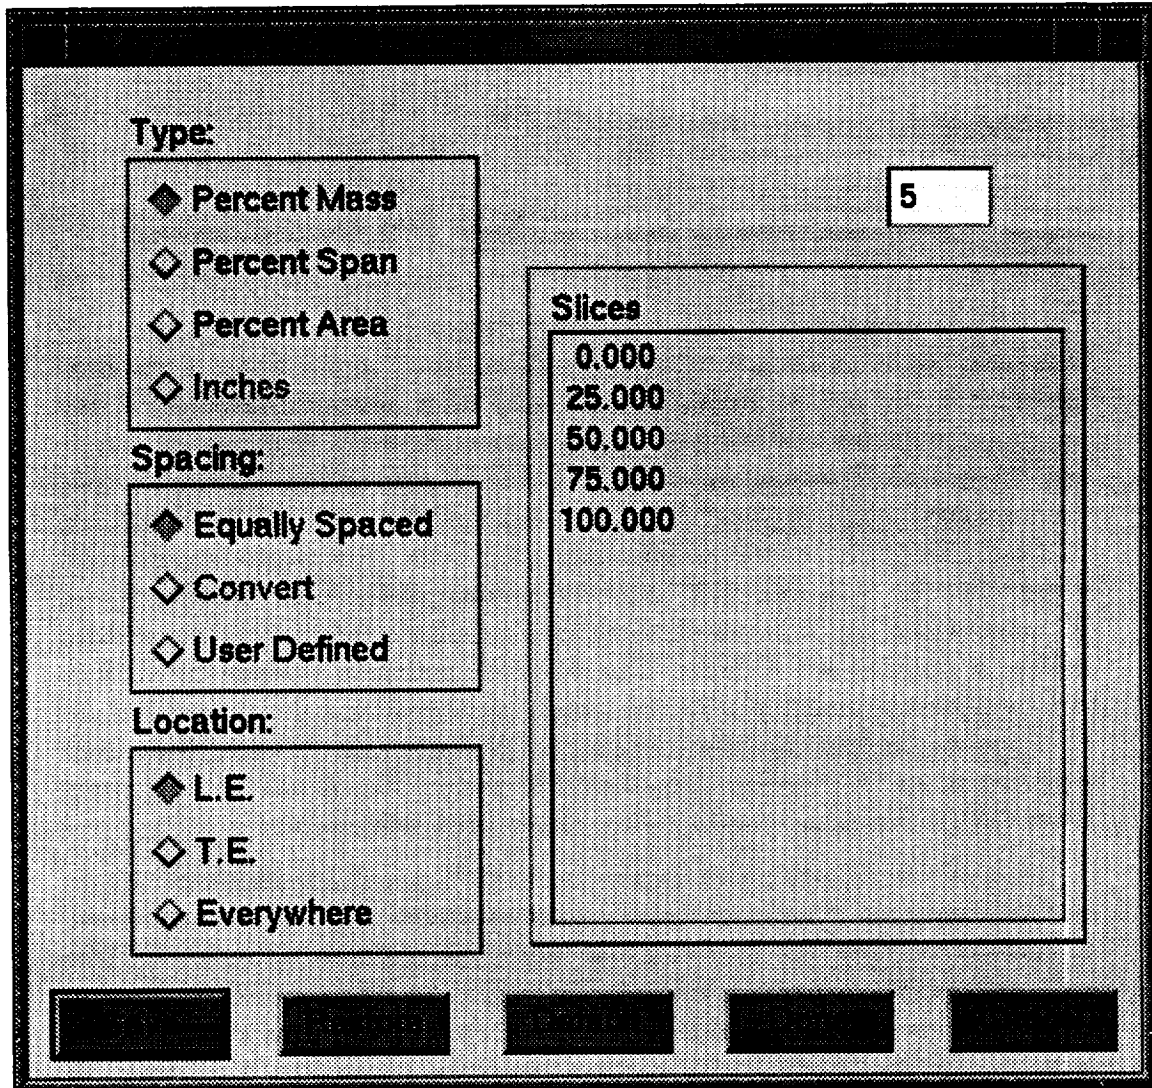 Type:
Percent Mass
Percent Span
Percent Area
Inches
5
Slices
0.000
25.000
50.000
75.000
100.000
Spacing:
Equally Spaced
Convert
User Defined
Location:
L.E.
T.E.
Everywhere